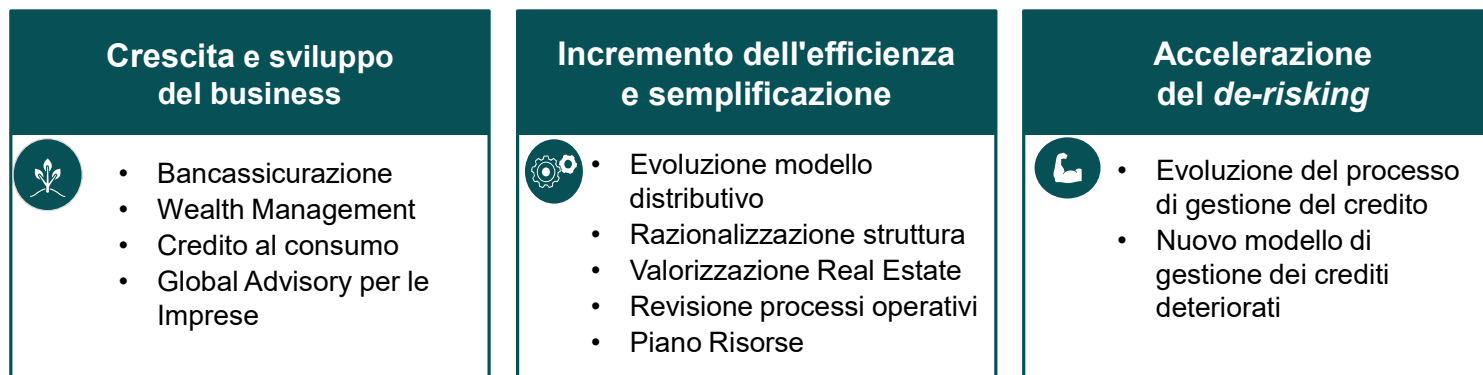 Crescita e sviluppo
del business
• Bancassicurazione
• Wealth Management
• Credito al consumo
• Global Advisory per le
Imprese
Incremento dell'efficienza
e semplificazione
• Evoluzione modello
distributivo
• Razionalizzazione struttura
• Valorizzazione Real Estate
• Revisione processi operativi
• Piano Risorse
Accelerazione
del de-risking
• Evoluzione del processo
di gestione del credito
• Nuovo modello di
gestione dei crediti
deteriorati